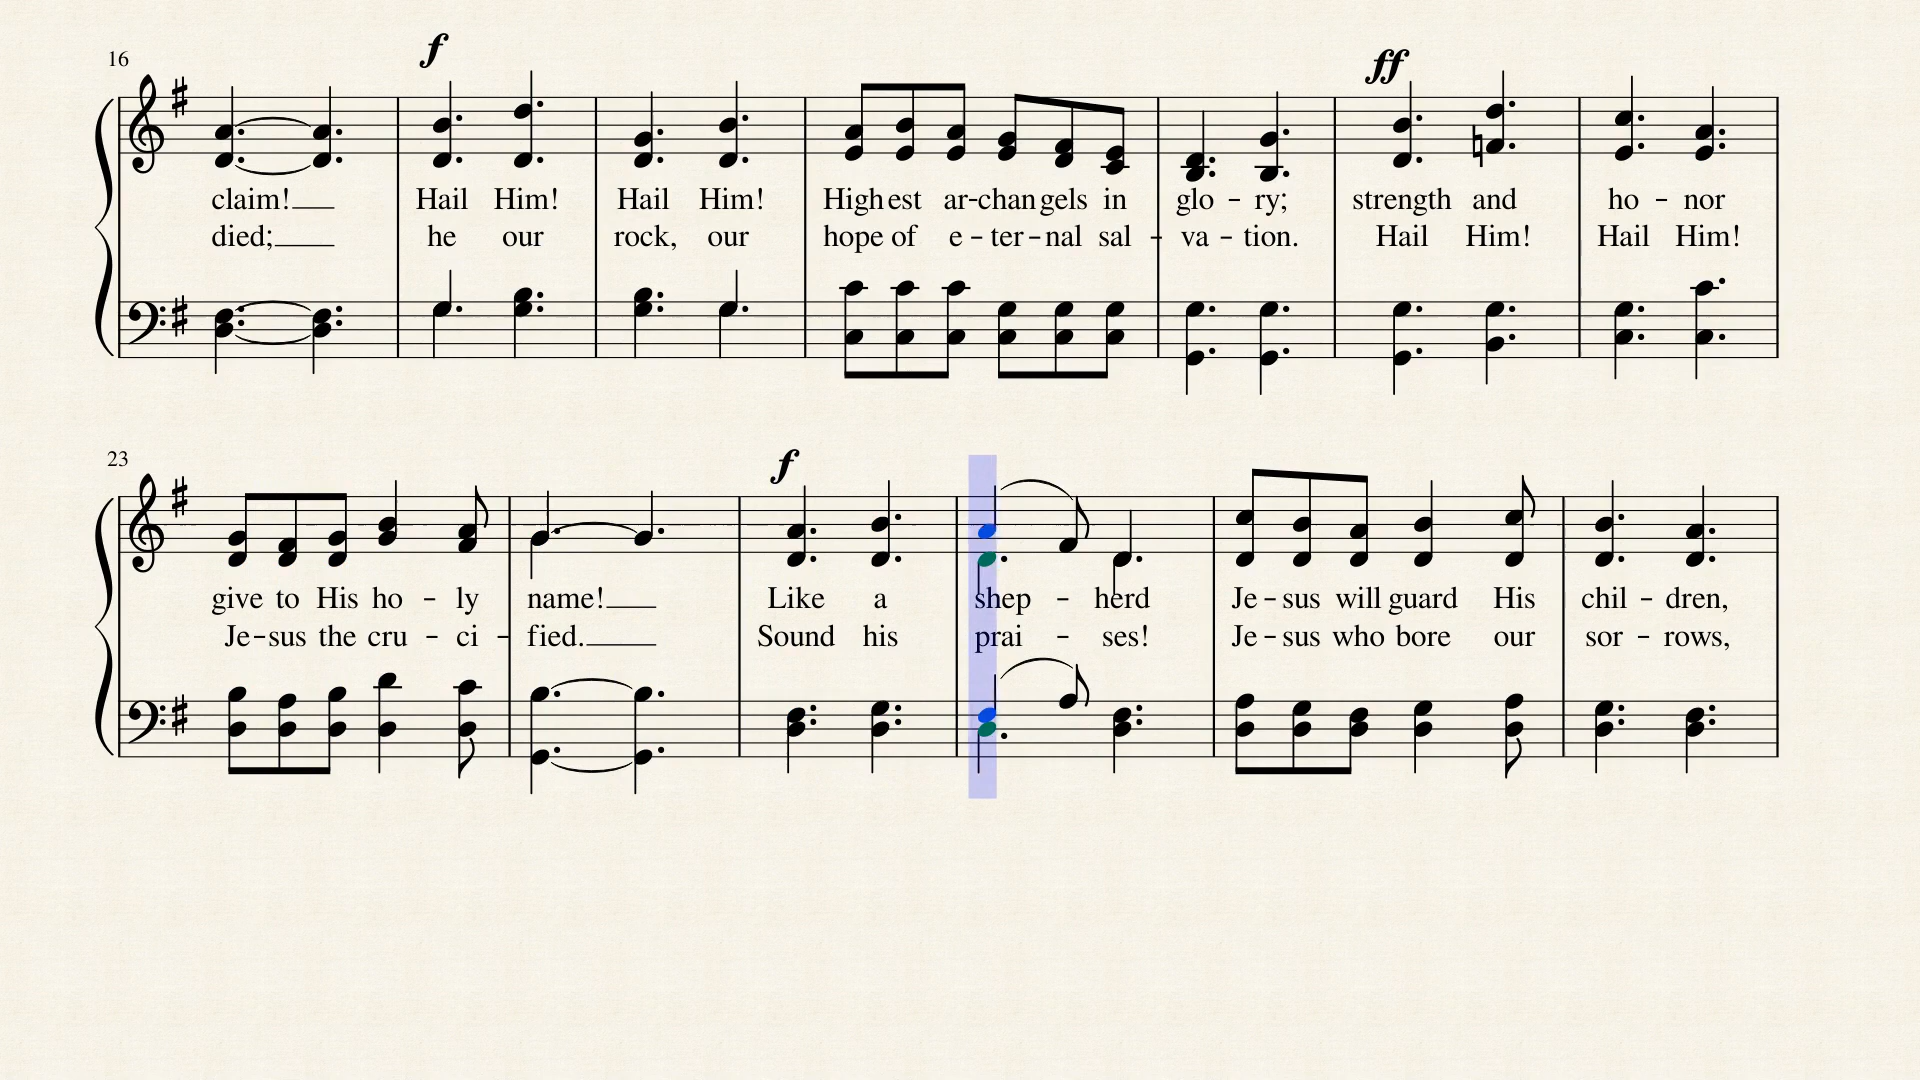 16
f
ff
claim! Hail Him! Hail Him! Highest ar-changels in glo - ry; strength and ho - nor
died; he our rock, our hope of e - ter - nal sal - va - tion. Hail Him! Hail Him!
23
f
give to His ho - ly name! Like a shep - herd Je - sus will guard His chil - dren,
Je - sus the cru - ci - fied. Sound his prai - ses! Je - sus who bore our sor - rows,